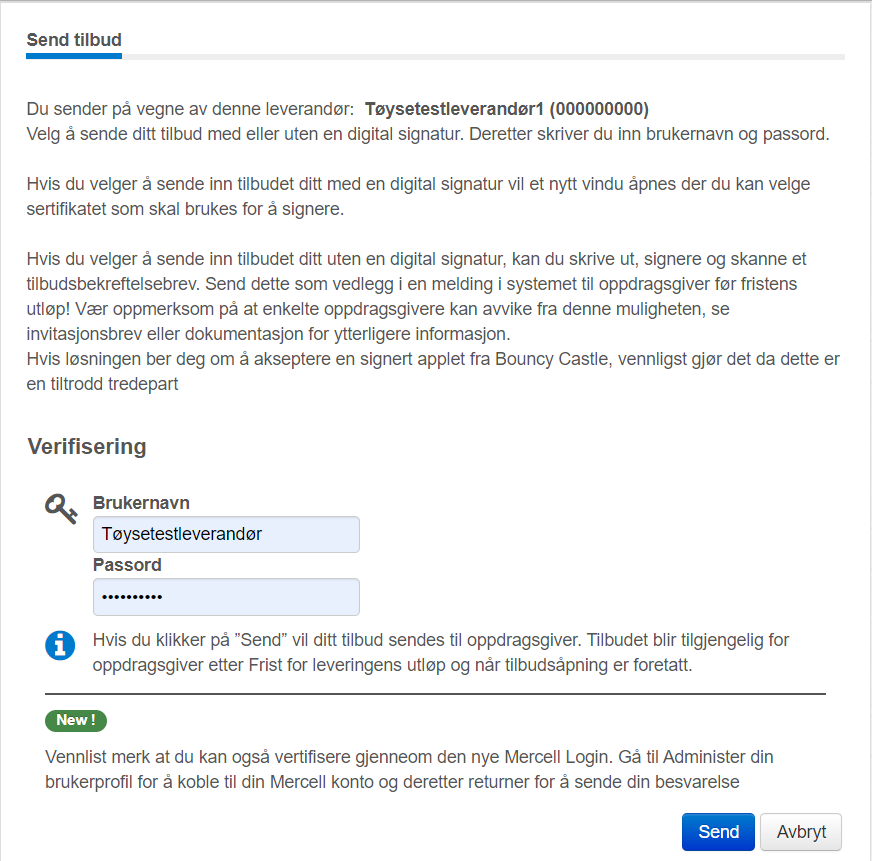 Send tilbud
Du sender på vegne av denne leverandør: Tøysetestleverandør1 (000000000)
Velg å sende ditt tilbud med eller uten en digital signatur. Deretter skriver du inn brukernavn og passord.
Hvis du velger å sende inn tilbudet ditt med en digital signatur vil et nytt vindu åpnes der du kan velge
sertifikatet som skal brukes for å signere.
Hvis du velger å sende inn tilbudet ditt uten en digital signatur, kan du skrive ut, signere og skanne et
tilbudsbekreftelsebrev. Send dette som vedlegg i en melding i systemet til oppdragsgiver før fristens
utløp! Vær oppmerksom på at enkelte oppdragsgivere kan avvike fra denne muligheten, se
invitasjonsbrev eller dokumentasjon for ytterligere informasjon.
Hvis løsningen ber deg om å akseptere en signert applet fra Bouncy Castle, vennligst gjør det da dette er
en tiltrodd tredepart
Verifisering
Brukernavn
Tøysetestleverandør
Passord
••••••••••
Hvis du klikker på ”Send” vil ditt tilbud sendes til oppdragsgiver. Tilbudet blir tilgjengelig for
oppdragsgiver etter Frist for leveringens utløp og når tilbudsåpning er foretatt.
New !
Vennlist merk at du kan også vertifisere gjenneom den nye Mercell Login. Gå til Administer din
brukerprofil for å koble til din Mercell konto og deretter returner for å sende din besvarelse
Send Avbryt